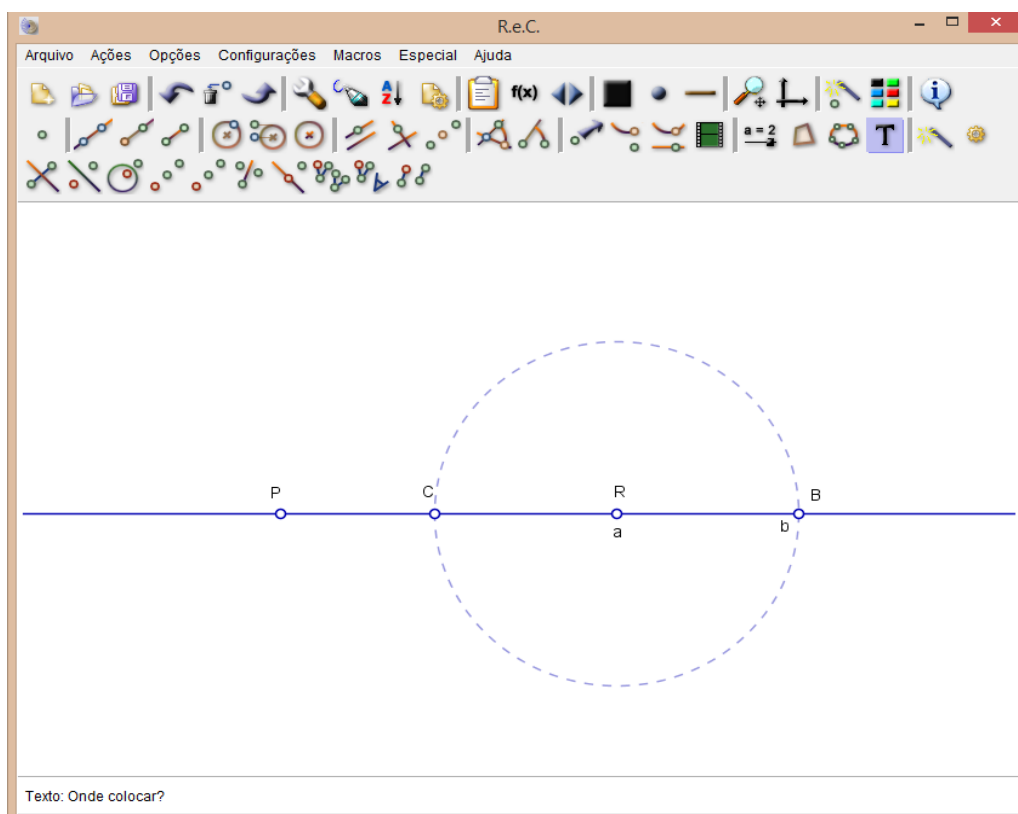 R.e.C.
Arquivo Ações Opções Configurações Macros Especial Ajuda
A Z f(x) i
a = 2 T
P C R B
a b
Texto: Onde colocar?